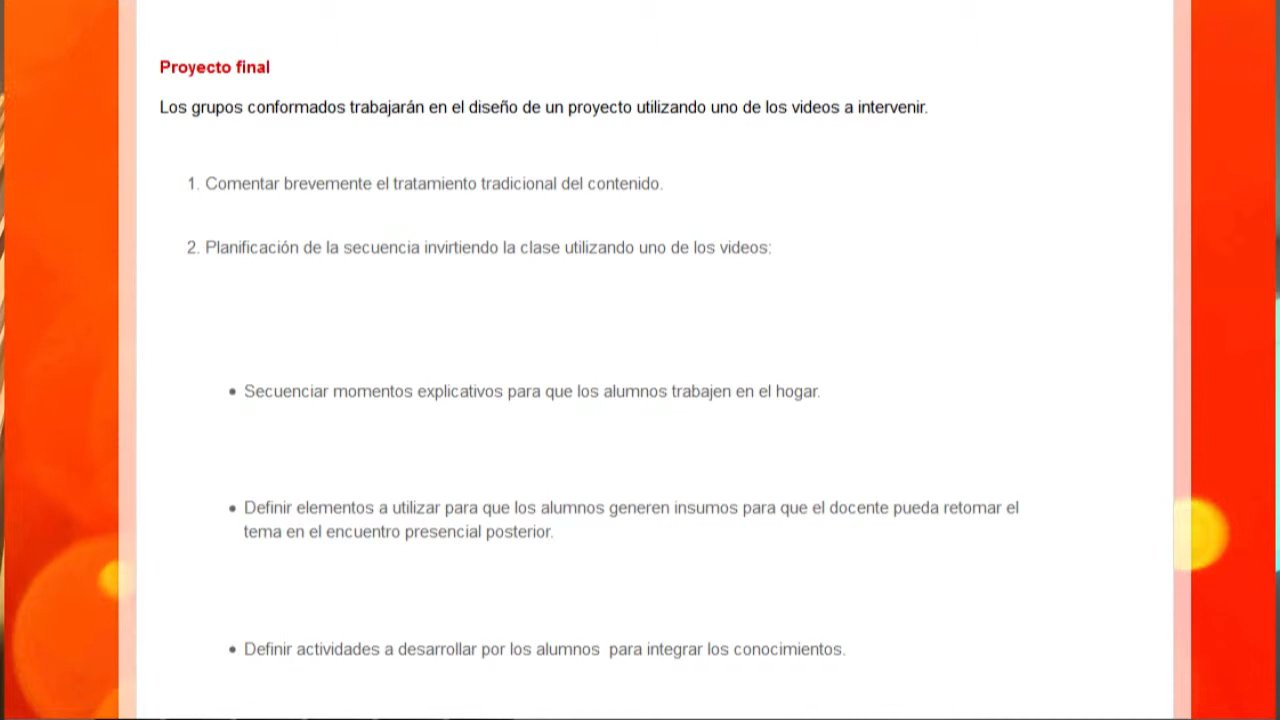 Proyecto final
Los grupos conformados trabajarán en el diseño de un proyecto utilizando uno de los videos a intervenir.
1. Comentar brevemente el tratamiento tradicional del contenido.
2. Planificación de la secuencia invirtiendo la clase utilizando uno de los videos:
• Secuenciar momentos explicativos para que los alumnos trabajen en el hogar.
• Definir elementos a utilizar para que los alumnos generen insumos para que el docente pueda retomar el
tema en el encuentro presencial posterior.
• Definir actividades a desarrollar por los alumnos  para integrar los conocimientos.